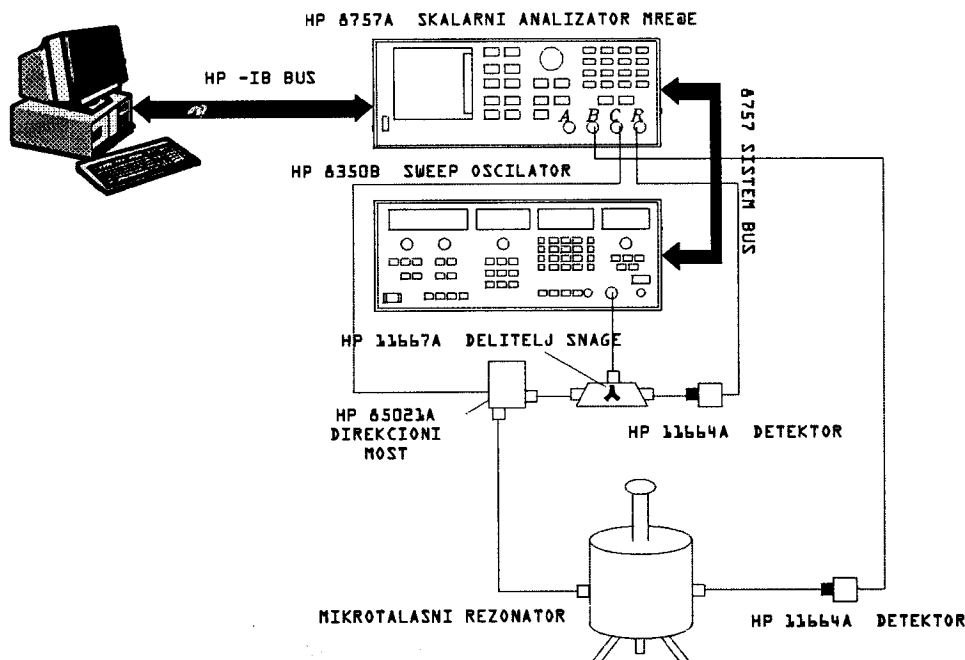 HP 8757A SKALARNI ANALIZATOR MREŽE
HP -IB BUS
A B C R
8757 SISTEM BUS
HP 8350B SWEEP OSCILATOR
HP 11667A DELITELJ SNAGE
HP 85021A
DIREKCIONI
MOST
HP 11664A DETEKTOR
MIKROTALASNI REZONATOR
HP 11664A DETEKTOR